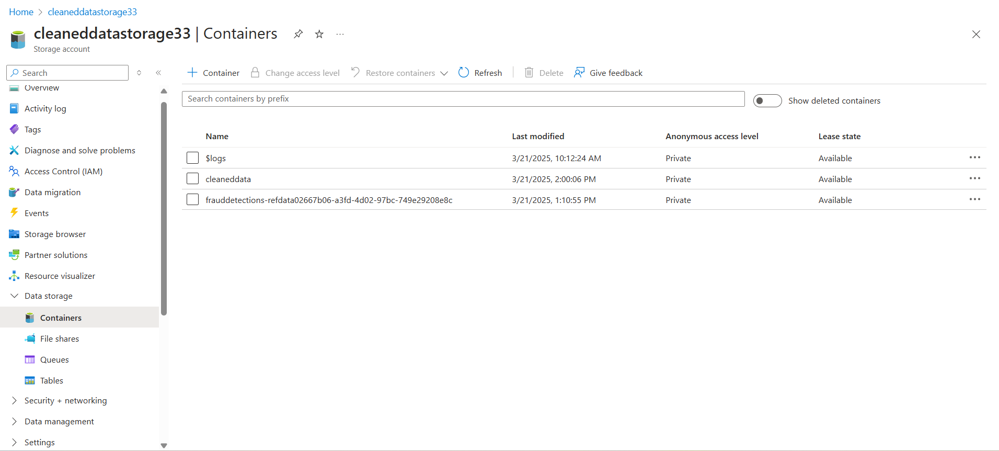 Home > cleaneddatastorage33
cleaneddatastorage33 | Containers
Storage account
Search
Overview
Activity log
Tags
Diagnose and solve problems
Access Control (IAM)
Data migration
Events
Storage browser
Partner solutions
Resource visualizer
Data storage
Containers
File shares
Queues
Tables
Security + networking
Data management
Settings
Container Change access level Restore containers Refresh Delete Give feedback
Search containers by prefix
Show deleted containers
Name Last modified Anonymous access level Lease state
$logs 3/21/2025, 10:12:24 AM Private Available
cleaneddata 3/21/2025, 2:00:06 PM Private Available
frauddetections-refdata02667b06-a3fd-4d02-97bc-749e29208e8c 3/21/2025, 1:10:55 PM Private Available